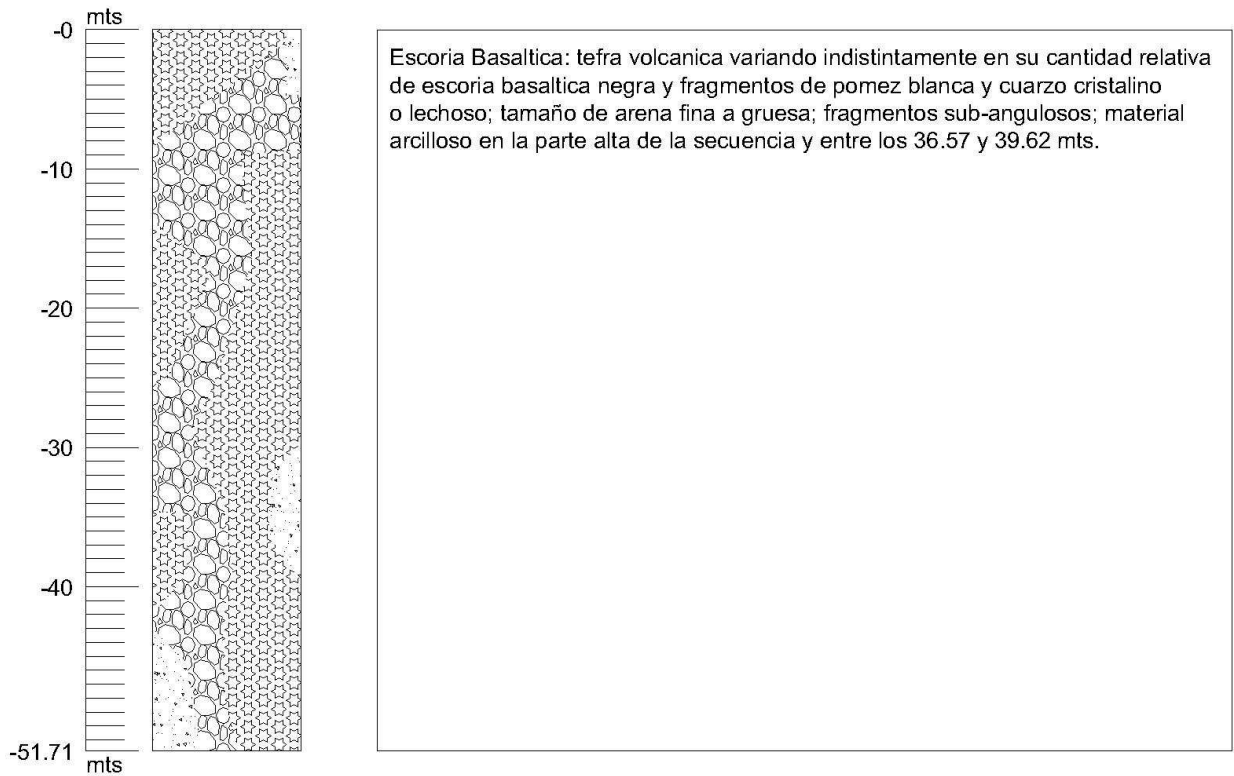 mts
-0
-10
-20
-30
-40
-51.71
mts
Escoria Basaltica: tefra volcanica variando indistintamente en su cantidad relativa
de escoria basaltica negra y fragmentos de pomez blanca y cuarzo cristalino
o lechoso; tamaño de arena fina a gruesa; fragmentos sub-angulosos; material
arcilloso en la parte alta de la secuencia y entre los 36.57 y 39.62 mts.